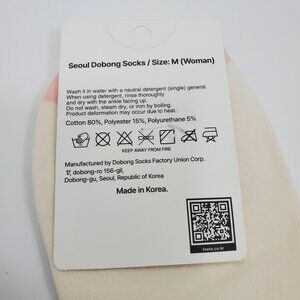 Seoul Dobong Socks / Size: M (Woman)
Wash it in water with a neutral detergent (single) general.
When using detergent, rinse thoroughly
and dry with the ankle facing up.
Do not wash, steam dry, or iron by boiling.
Product deformation may occur due to heat.
Cotton 80%, Polyester 15%, Polyurethane 5%
KEEP AWAY FROM FIRE
Manufactured by Dobong Socks Factory Union Corp.
17, dobong-ro 156-gil,
Dobong-gu, Seoul, Republic of Korea
Made in Korea.